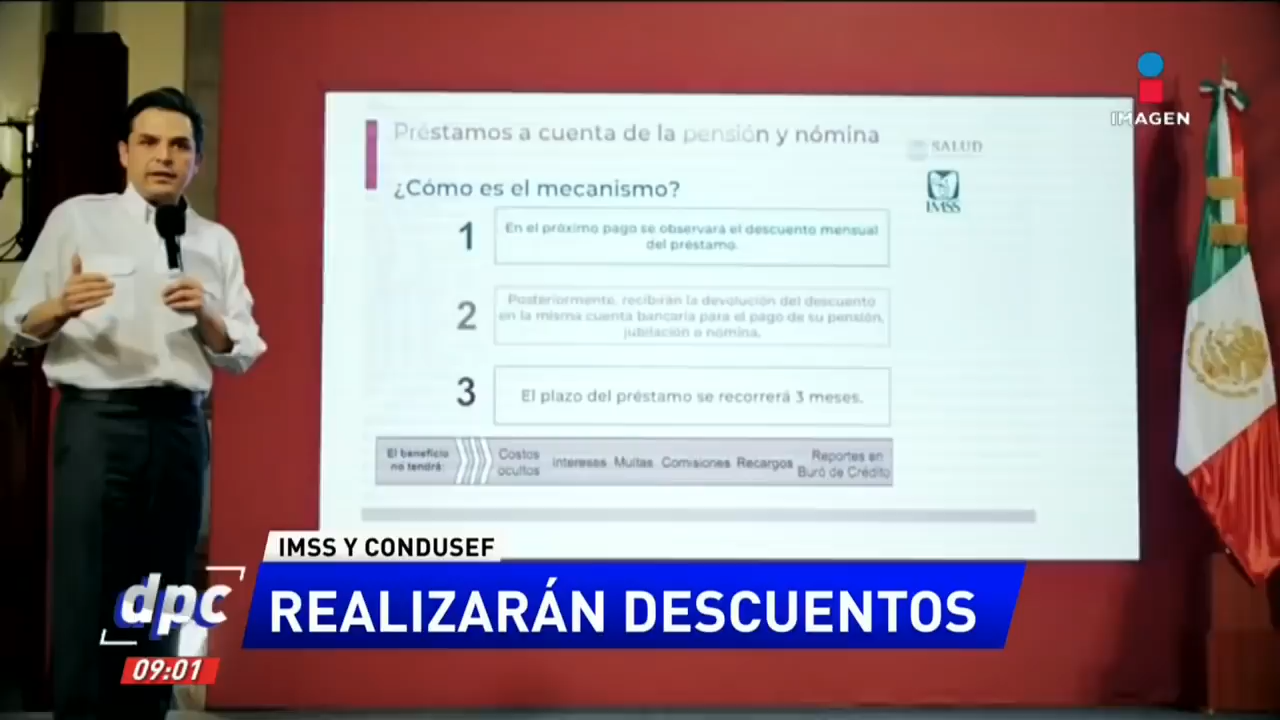 IMAGEN
Préstamos a cuenta de la pensión y nómina
SALUD
¿Cómo es el mecanismo?
IMSS
1
En el próximo pago se observará el descuento mensual
del préstamo.
2
Posteriormente, recibirán la devolución del descuento
en la misma cuenta bancaria para el pago de su pensión,
jubilación o nómina.
3
El plazo del préstamo se recorrerá 3 meses.
El beneficio
no tendrá:
Costos
ocultos
Intereses
Multas
Comisiones
Recargos
Reportes en
Buró de Crédito
IMSS Y CONDUSEF
dpc
REALIZARÁN DESCUENTOS
09:01